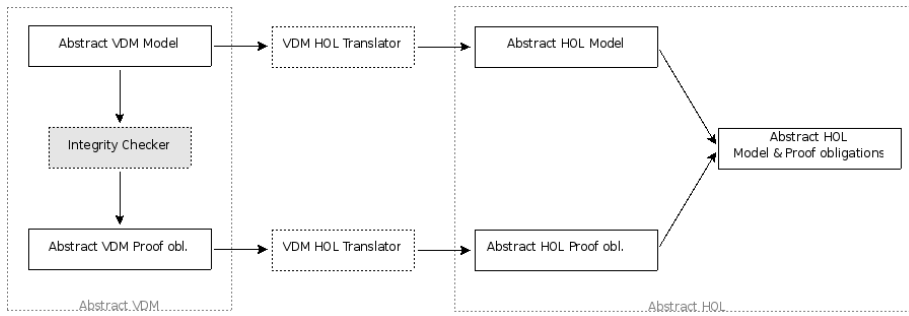 Abstract VDM Model
VDM HOL Translator
Abstract HOL Model
Integrity Checker
Abstract HOL
Model & Proof obligations
Abstract VDM Proof obl.
VDM HOL Translator
Abstract HOL Proof obl.
Abstract VDM
Abstract HOL